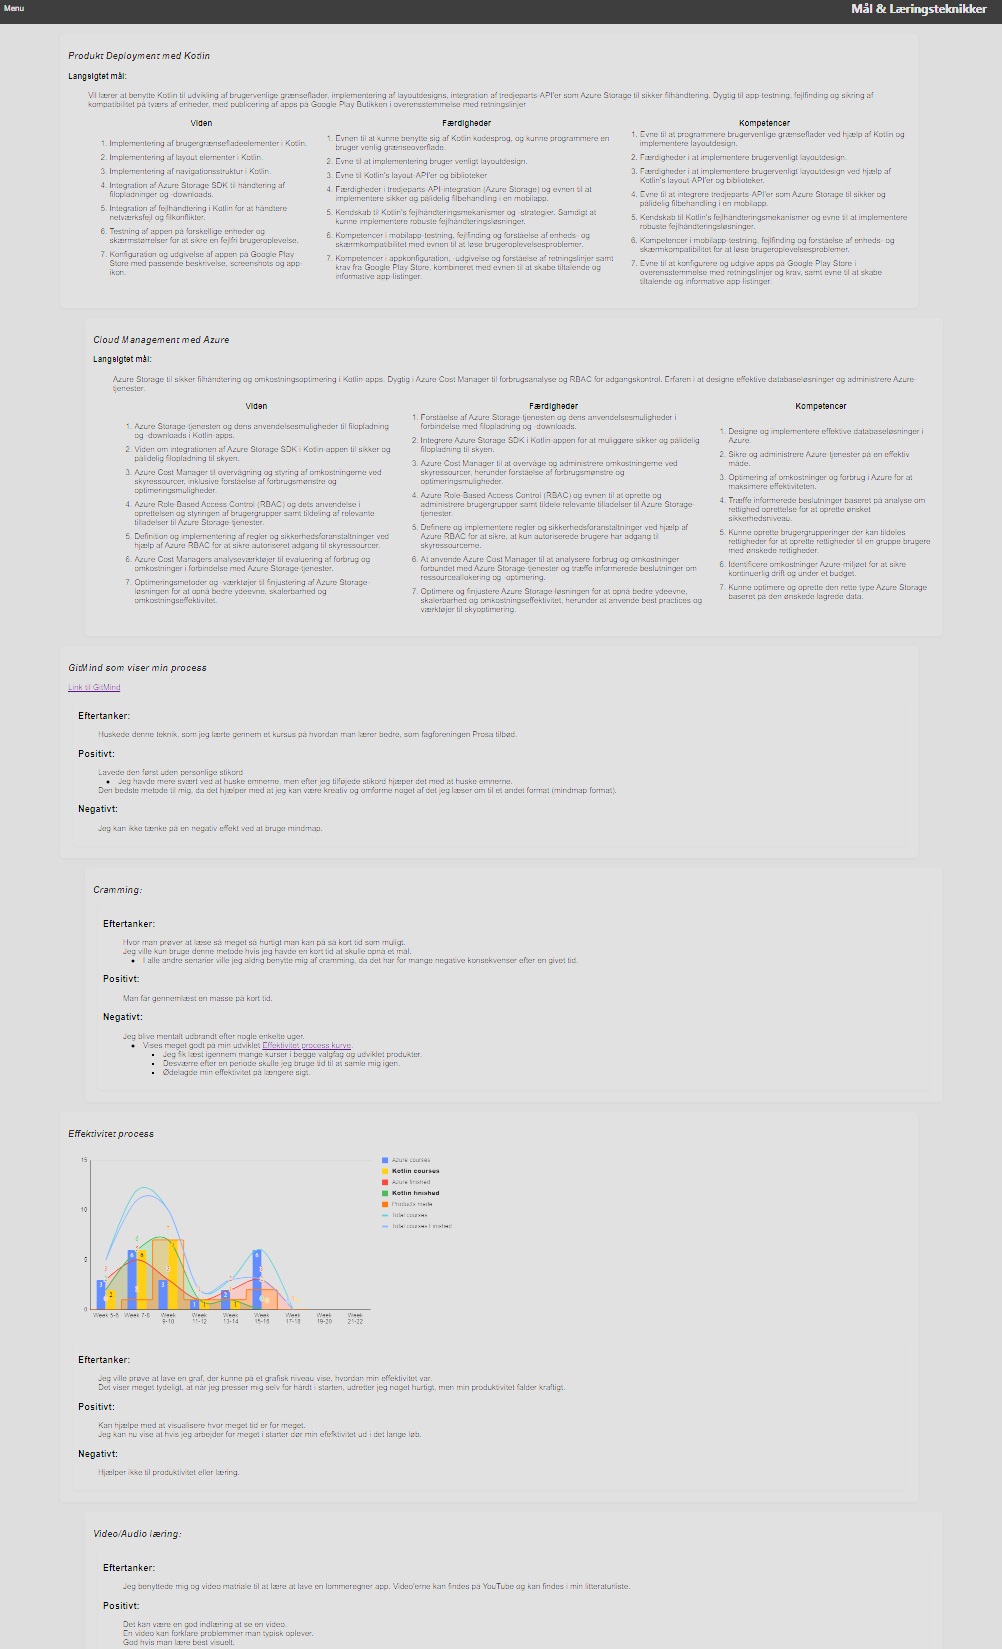 Menu
Mål & Læringsteknikker
Produkt Deployment med Kotlin
Langsigtet mål:
Vil lærer at benytte Kotlin til udvikling af brugervenlige grænseflader, implementering af layoutdesigns, integration af tredjeparts-API'er som Azure Storage til sikker filhåndtering. Dygtig til app-testning, fejlfinding og sikring af
kompatibilitet på tværs af enheder, med publicering af apps på Google Play Butikken i overensstemmelse med retningslinjer
Viden
1. Implementering af brugergrænsefladeelementer i Kotlin.
2. Implementering af layout elementer i Kotlin.
3. Implementering af navigationsstruktur i Kotlin.
4. Integration af Azure Storage SDK til håndtering af
filopladninger og -downloads.
5. Integration af fejlhåndtering i Kotlin for at håndtere
netværksfejl og filkonflikter.
6. Testning af appen på forskellige enheder og
skærmstørrelser for at sikre en fejlfri brugeroplevelse.
7. Konfiguration og udgivelse af appen på Google Play
Store med passende beskrivelse, screenshots og app-
ikon.
Færdigheder
1. Evnen til at kunne benytte sig af Kotlin kodesprog, og kunne programmere en
bruger venlig grænseoverflade.
2. Evne til at implementering bruger venligt layoutdesign.
3. Evne til Kotlin's layout-API'er og biblioteker
4. Færdigheder i tredjeparts-API-integration (Azure Storage) og evnen til at
implementere sikker og pålidelig filbehandling i en mobilapp.
5. Kendskab til Kotlin's fejlhåndteringsmekanismer og -strategier. Samdigt at
kunne implementere robuste fejlhåndteringsløsninger.
6. Kompetencer i mobilapp-testning, fejlfinding og forståelse af enheds- og
skærmkompatibilitet med evnen til at løse brugeroplevelsesproblemer.
7. Kompetencer i appkonfiguration, -udgivelse og forståelse af retningslinjer samt
krav fra Google Play Store, kombineret med evnen til at skabe tiltalende og
informative app-listinger.
Kompetencer
1. Evne til at programmere brugervenlige grænseflader ved hjælp af Kotlin og
implementere layoutdesign.
2. Færdigheder i at implementere brugervenligt layoutdesign.
3. Færdigheder i at implementere brugervenligt layoutdesign ved hjælp af
Kotlin's layout-API'er og biblioteker.
4. Evne til at integrere tredjeparts-API'er som Azure Storage til sikker og
pålidelig filbehandling i en mobilapp.
5. Kendskab til Kotlin's fejlhåndteringsmekanismer og evne til at implementere
robuste fejlhåndteringsløsninger.
6. Kompetencer i mobilapp-testning, fejlfinding og forståelse af enheds- og
skærmkompatibilitet for at løse brugeroplevelsesproblemer.
7. Evne til at konfigurere og udgive apps på Google Play Store i
overensstemmelse med retningslinjer og krav, samt evne til at skabe
tiltalende og informative app-listinger.
Cloud Management med Azure
Langsigtet mål:
Azure Storage til sikker filhåndtering og omkostningsoptimering i Kotlin-apps. Dygtig i Azure Cost Manager til forbrugsanalyse og RBAC for adgangskontrol. Erfaren i at designe effektive databaseløsninger og administrere Azure-
tjenester.
Viden
1. Azure Storage-tjenesten og dens anvendelsesmuligheder til filopladning
og -downloads i Kotlin-apps.
2. Viden om integrationen af Azure Storage SDK i Kotlin-appen til sikker og
pålidelig filopladning til skyen.
3. Azure Cost Manager til overvågning og styring af omkostningerne ved
skyressourcer, inklusive forståelse af forbrugsmønstre og
optimeringsmuligheder.
4. Azure Role-Based Access Control (RBAC) og dets anvendelse i
oprettelsen og styringen af brugergrupper samt tildeling af relevante
tilladelser til Azure Storage-tjenester.
5. Definition og implementering af regler og sikkerhedsforanstaltninger ved
hjælp af Azure RBAC for at sikre autoriseret adgang til skyressourcer.
6. Azure Cost Managers analyseværktøjer til evaluering af forbrug og
omkostninger i forbindelse med Azure Storage-tjenester.
7. Optimeringsmetoder og -værktøjer til finjustering af Azure Storage-
løsningen for at opnå bedre ydeevne, skalerbarhed og
omkostningseffektivitet.
Færdigheder
1. Forståelse af Azure Storage-tjenesten og dens anvendelsesmuligheder i
forbindelse med filopladning og -downloads.
2. Integrere Azure Storage SDK i Kotlin-appen for at muliggøre sikker og pålidelig
filopladning til skyen.
3. Azure Cost Manager til at overvåge og administrere omkostningerne ved
skyressourcer, herunder forståelse af forbrugsmønstre og
optimeringsmuligheder.
4. Azure Role-Based Access Control (RBAC) og evnen til at oprette og
administrere brugergrupper samt tildele relevante tilladelser til Azure Storage-
tjenester.
5. Definere og implementere regler og sikkerhedsforanstaltninger ved hjælp af
Azure RBAC for at sikre, at kun autoriserede brugere har adgang til
skyressourcerne.
6. At anvende Azure Cost Manager til at analysere forbrug og omkostninger
forbundet med Azure Storage-tjenester og træffe informerede beslutninger om
ressourceallokering og -optimering.
7. Optimere og finjustere Azure Storage-løsningen for at opnå bedre ydeevne,
skalerbarhed og omkostningseffektivitet, herunder at anvende best practices og
værktøjer til skyoptimering.
Kompetencer
1. Designe og implementere effektive databaseløsninger i
Azure.
2. Sikre og administrere Azure-tjenester på en effektiv
måde.
3. Optimering af omkostninger og forbrug i Azure for at
maksimere effektiviteten.
4. Træffe informerede beslutninger baseret på analyse om
rettighed oprettelse for at oprette ønsket
sikkerhedsniveau.
5. Kunne oprette brugergrupperinger der kan tildeles
rettigheder for at oprette rettigheder til en gruppe brugere
med ønskede rettigheder.
6. Identificere omkostninger Azure-miljøet for at sikre
kontinuerlig drift og under et budget.
7. Kunne optimere og oprette den rette type Azure Storage
baseret på den ønskede lagrede data.
GitMind som viser min process
Link til GitMind
Eftertanker:
Huskede denne teknik, som jeg lærte gennem et kursus på hvordan man lærer bedre, som fagforeningen Prosa tilbød.
Positivt:
Lavede den først uden personlige stikord
Jeg havde mere svært ved at huske emnerne, men efter jeg tilføjede stikord hjæper det med at huske emnerne.
Den bedste metode til mig, da det hjælper med at jeg kan være kreativ og omforme noget af det jeg læser om til et andet format (mindmap format).
Negativt:
Jeg kan ikke tænke på en negativ effekt ved at bruge mindmap.
Cramming:
Eftertanker:
Hvor man prøver at læse så meget så hurtigt man kan på så kort tid som muligt.
Jeg ville kun bruge denne metode hvis jeg havde en kort tid at skulle opnå et mål.
I alle andre senarier ville jeg aldrig benytte mig af cramming, da det har for mange negative konsekvenser efter en givet tid.
Positivt:
Man får gennemlæst en masse på kort tid.
Negativt:
Jeg blive mentalt udbrandt efter nogle enkelte uger.
Vises meget godt på min udviklet Effektivitet process kurve.
Jeg fik læst igennem mange kurser i begge valgfag og udviklet produkter.
Desværre efter en periode skulle jeg bruge tid til at samle mig igen.
Ødelagde min effektivitet på længere sigt.
Effektivitet process
15
10
5
0
Week 5-6
Week 7-8
Week
9-10
Week
11-12
Week
13-14
Week
15-16
Week
17-18
Week
19-20
Week
21-22
Azure courses
Kotlin courses
Azure finished
Kotlin finished
Products made
Total courses
Total courses Finished
Eftertanker:
Jeg ville prøve at lave en graf, der kunne på et grafisk niveau vise, hvordan min effektivitet var.
Det viser meget tydeligt, at når jeg presser mig selv for hårdt i starten, udretter jeg noget hurtigt, men min produktivitet falder kraftigt.
Positivt:
Kan hjælpe med at visualisere hvor meget tid er for meget.
Jeg kan nu vise at hvis jeg arbejder for meget i starter dør min efefktivitet ud i det lange løb.
Negativt:
Hjælper ikke til produktivitet eller læring.
Video/Audio læring:
Eftertanker:
Jeg benyttede mig og video matriale til at lære at lave en lommeregner app. Video'erne kan findes på YouTube og kan findes i min litteraturliste.
Positivt:
Det kan være en god indlæring at se en video.
En video kan forklare problemmer man typisk oplever.
God hvis man lære best visuelt.